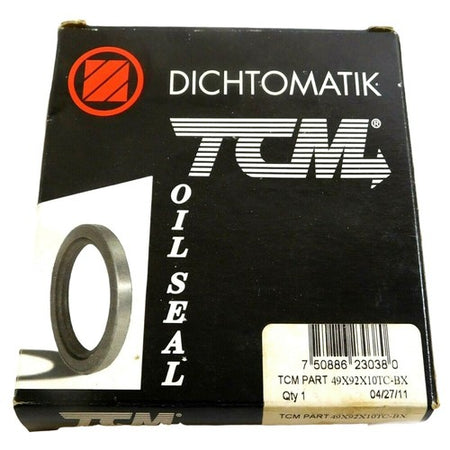 DICHTOMATIK
TCM®
OIL SEAL
7 50886 23038 0
TCM PART 49X92X10TC-BX
Qty 1 04/27/11
TCM PART 49X92X10TC-BX